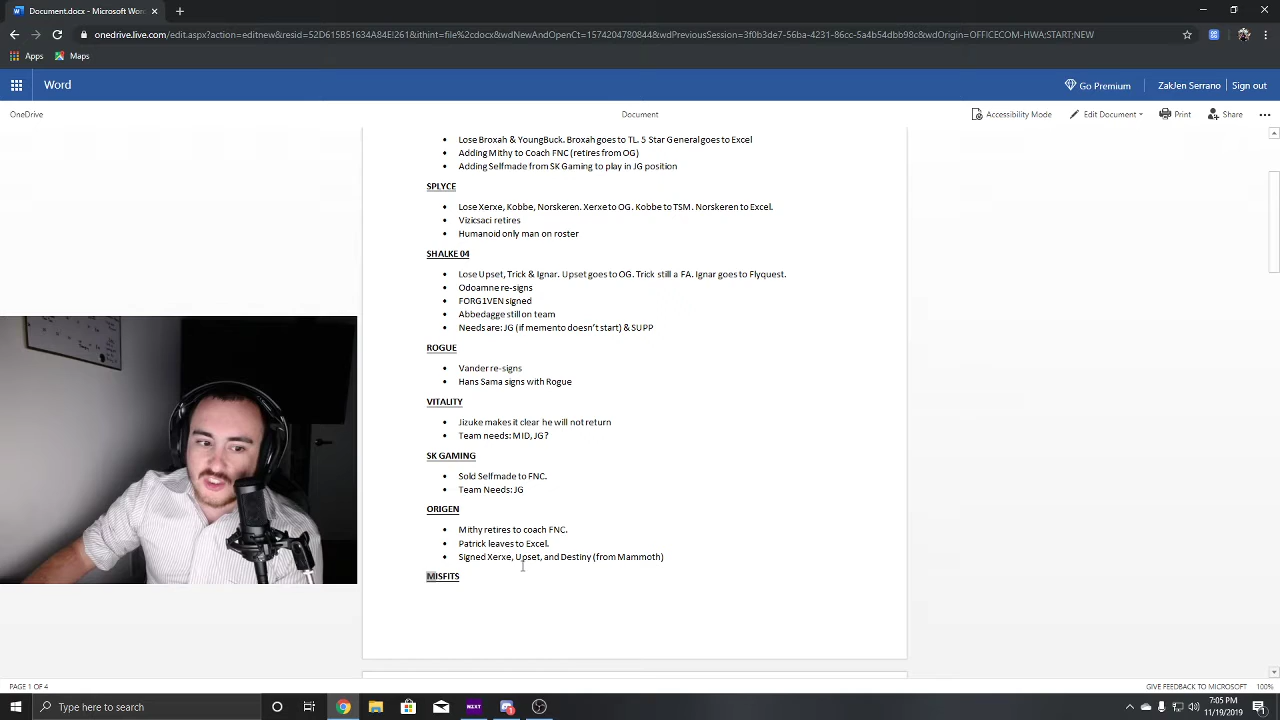 Document.docx - Microsoft Wor
onedrive.live.com/edit.aspx?action=editnew&resid=52D615B51634A84E!261&ithint=file%2cdocx&wdNewAndOpenCt=1574204780844&wdPreviousSession=3f0b3de7-56ba-4231-86cc-5a4b54dbb98c&wdOrigin=OFFICECOM-HWA;START;NEW
Apps Maps
Word Go Premium ZakJen Serrano Sign out
OneDrive Document Accessibility Mode Edit Document Print Share
Lose Broxah & YoungBuck. Broxah goes to TL. 5 Star General goes to Excel
Adding Mithy to Coach FNC (retires from OG)
Adding Selfmade from SK Gaming to play in JG position
SPLYCE
Lose Xerxe, Kobbe, Norskeren. Xerxe to OG. Kobbe to TSM. Norskeren to Excel.
Vizicsaci retires
Humanoid only man on roster
SHALKE 04
Lose Upset, Trick & Ignar. Upset goes to OG. Trick still a FA. Ignar goes to Flyquest.
Odoamne re-signs
FORG1VEN signed
Abbedagge still on team
Needs are: JG (if memento doesn't start) & SUPP
ROGUE
Vander re-signs
Hans Sama signs with Rogue
VITALITY
Jizuke makes it clear he will not return
Team needs: MID, JG?
SK GAMING
Sold Selfmade to FNC.
Team Needs: JG
ORIGEN
Mithy retires to coach FNC.
Patrick leaves to Excel.
Signed Xerxe, Upset, and Destiny (from Mammoth)
MISFITS
PAGE 1 OF 4 GIVE FEEDBACK TO MICROSOFT 100%
Type here to search
7:05 PM
11/19/2019